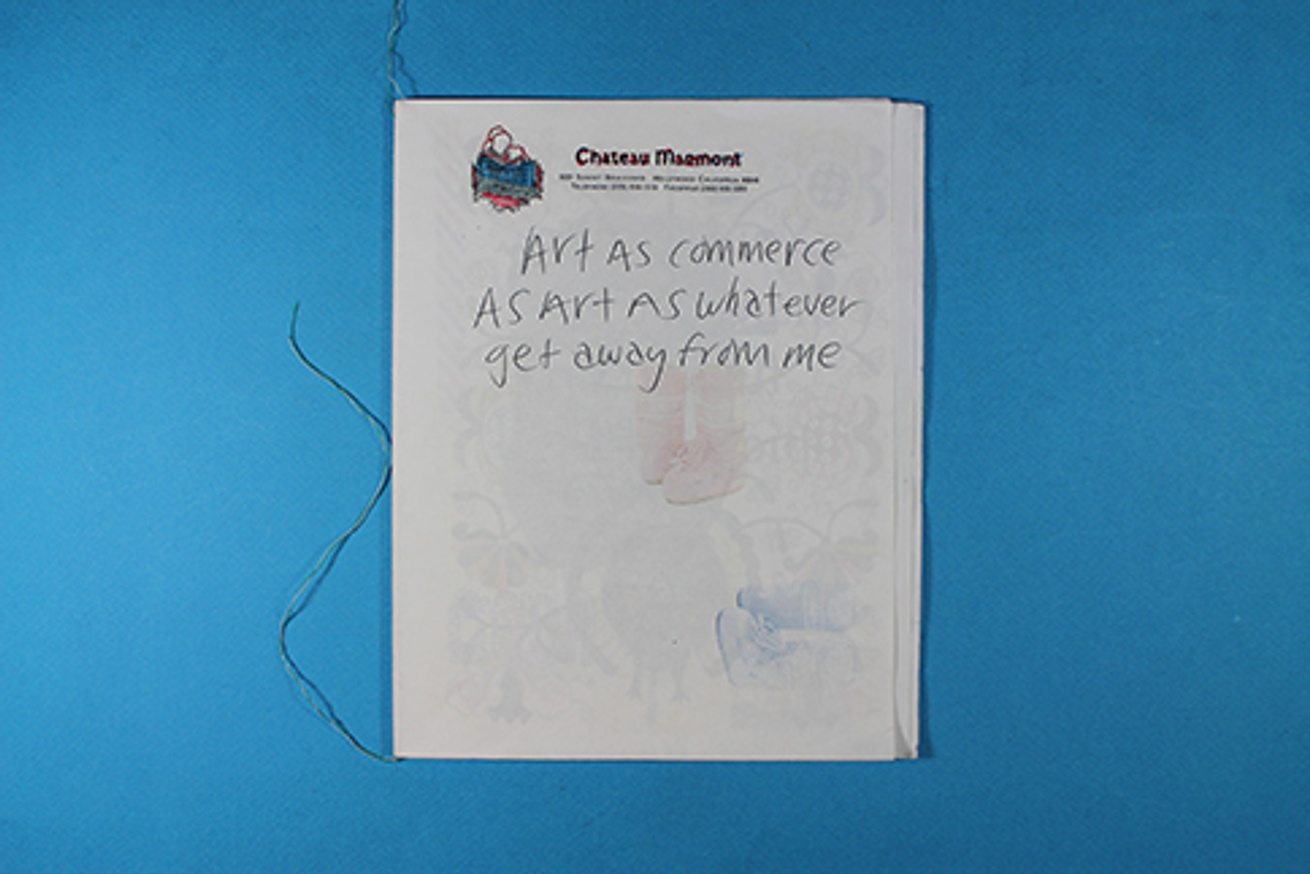 Chateau Marmont
Art As commerce
As Art As whatever
get away from me